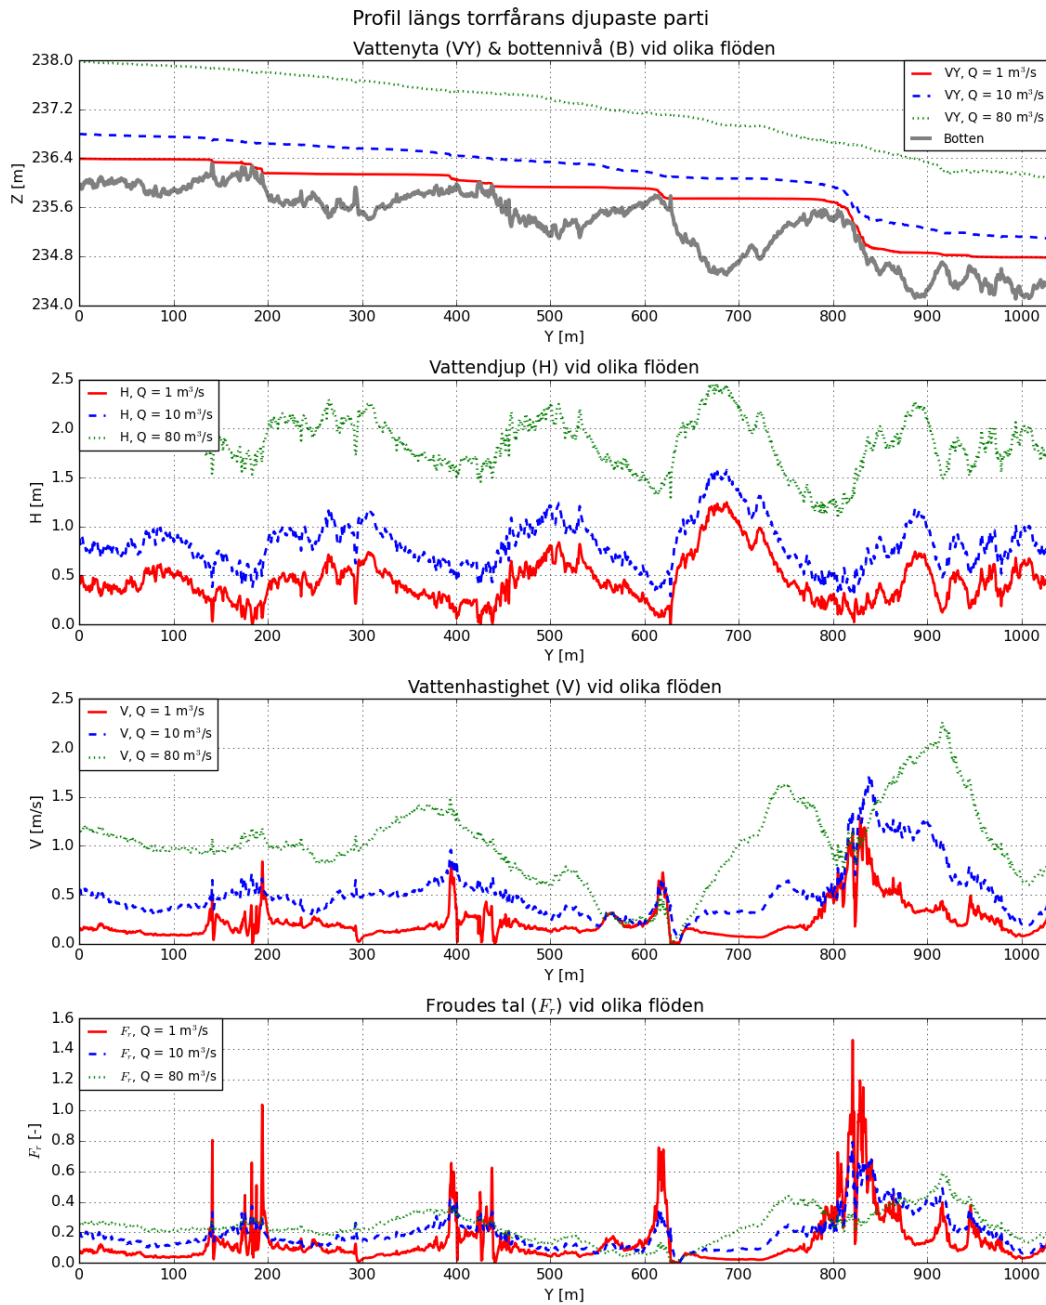 Profil längs torrfårans djupaste parti
Vattenyta (VY) & bottennivå (B) vid olika flöden
238.0
237.2
236.4
235.6
234.8
234.0
Z [m]
VY, Q = 1 m³/s
VY, Q = 10 m³/s
VY, Q = 80 m³/s
Botten
0 100 200 300 400 500 600 700 800 900 1000
Y [m]
Vattendjup (H) vid olika flöden
2.5
2.0
1.5
1.0
0.5
0.0
H [m]
H, Q = 1 m³/s
H, Q = 10 m³/s
H, Q = 80 m³/s
0 100 200 300 400 500 600 700 800 900 1000
Y [m]
Vattenhastighet (V) vid olika flöden
2.5
2.0
1.5
1.0
0.5
0.0
V [m/s]
V, Q = 1 m³/s
V, Q = 10 m³/s
V, Q = 80 m³/s
0 100 200 300 400 500 600 700 800 900 1000
Y [m]
Froudes tal (Fᵣ) vid olika flöden
1.6
1.4
1.2
1.0
0.8
0.6
0.4
0.2
0.0
Fᵣ [-]
Fᵣ, Q = 1 m³/s
Fᵣ, Q = 10 m³/s
Fᵣ, Q = 80 m³/s
0 100 200 300 400 500 600 700 800 900 1000
Y [m]